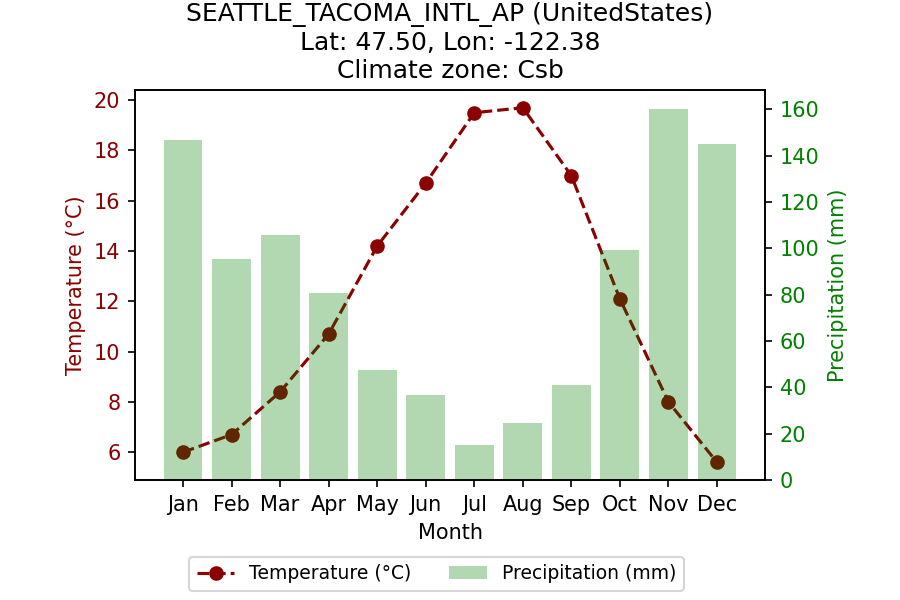 SEATTLE_TACOMA_INTL_AP (UnitedStates)
Lat: 47.50, Lon: -122.38
Climate zone: Csb
Temperature (°C)
20
18
16
14
12
10
8
6
160
140
120
100
80
60
40
20
0
Precipitation (mm)
Jan Feb Mar Apr May Jun Jul Aug Sep Oct Nov Dec
Month
Temperature (°C) Precipitation (mm)